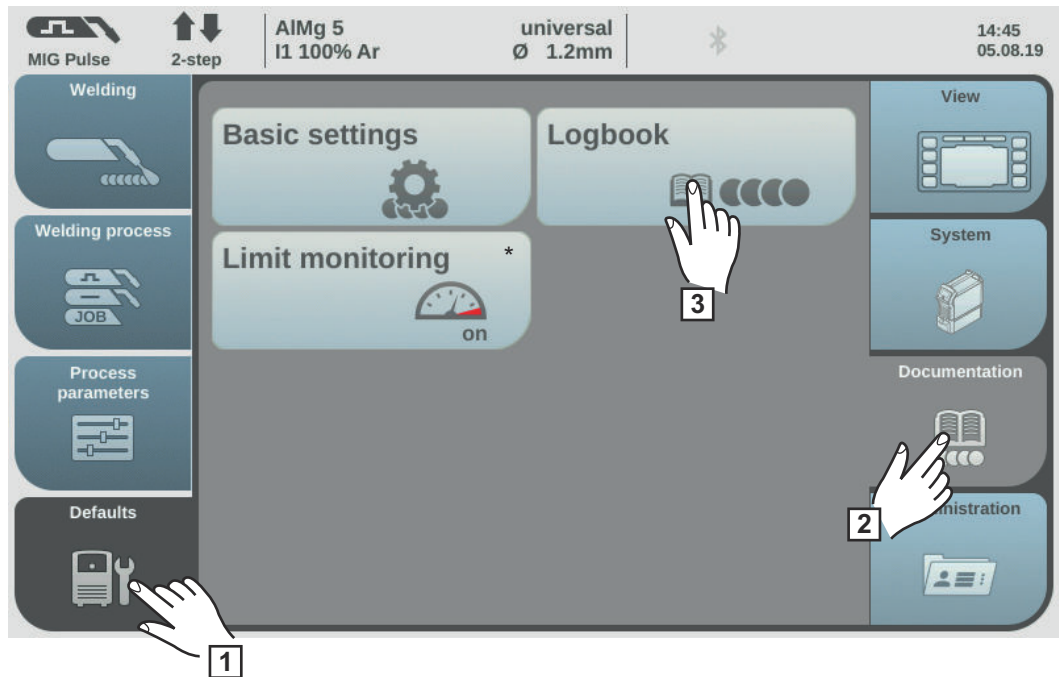 MIG Pulse
2-step
AlMg 5
I1 100% Ar
universal
Ø 1.2mm
14:45
05.08.19
Welding
Welding process
JOB
Process
parameters
Defaults
1
Basic settings
Logbook
3
Limit monitoring *
on
View
System
Documentation
2
nistration